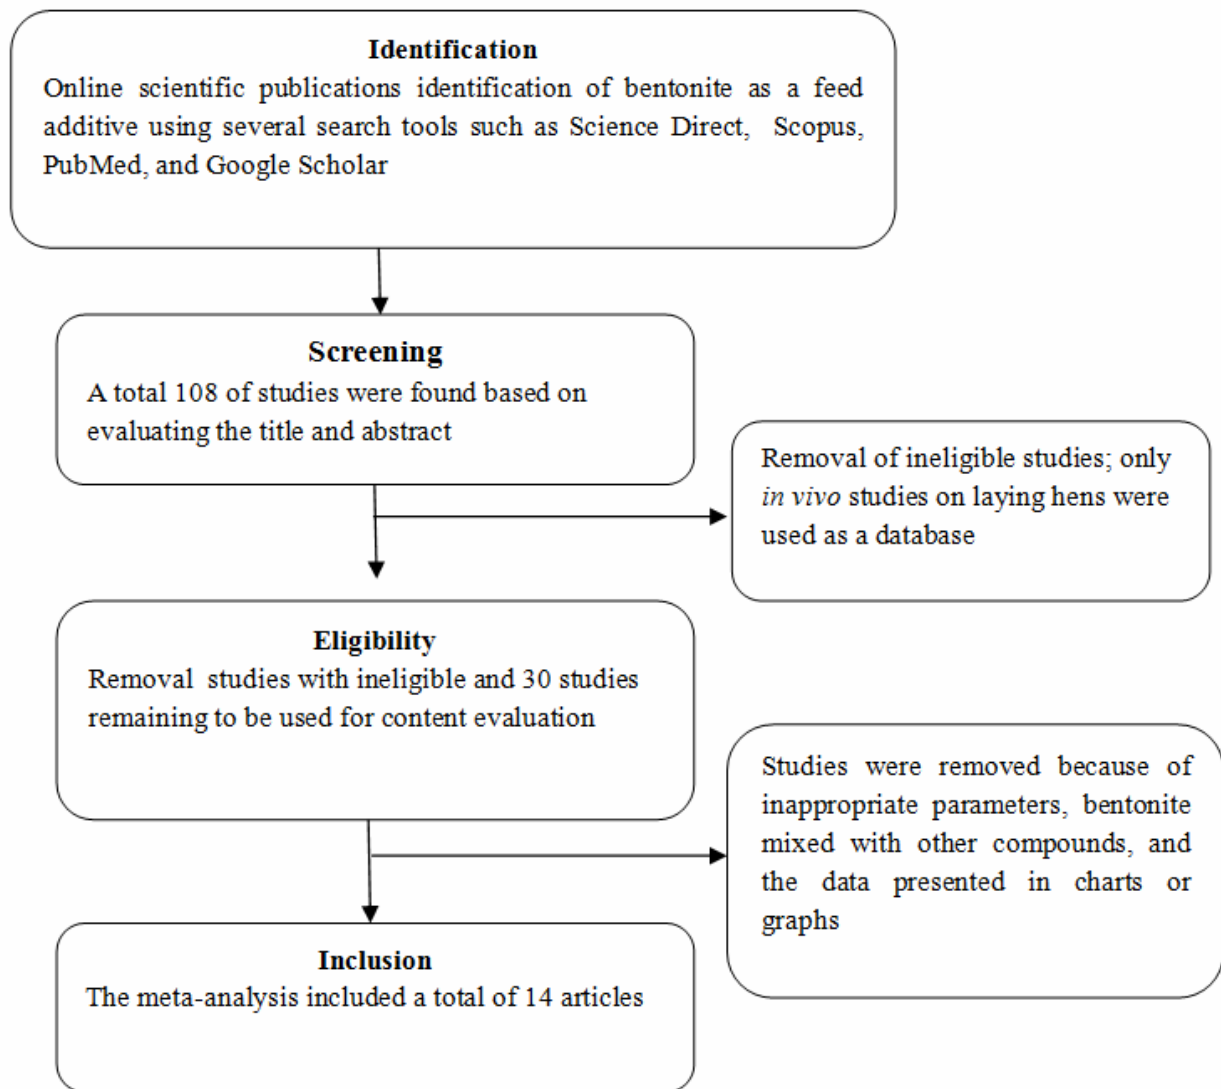 Identification
Online scientific publications identification of bentonite as a feed
additive using several search tools such as Science Direct, Scopus,
PubMed, and Google Scholar
Screening
A total 108 of studies were found based on
evaluating the title and abstract
Removal of ineligible studies; only
in vivo studies on laying hens were
used as a database
Eligibility
Removal studies with ineligible and 30 studies
remaining to be used for content evaluation
Studies were removed because of
inappropriate parameters, bentonite
mixed with other compounds, and
the data presented in charts or
graphs
Inclusion
The meta-analysis included a total of 14 articles